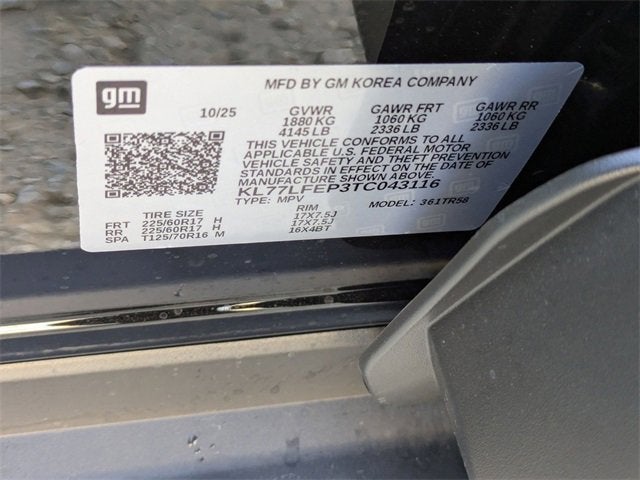 gm
MFD BY GM KOREA COMPANY
10/25 GVWR GAWR FRT GAWR RR
1880 KG 1060 KG 1060 KG
4145 LB 2336 LB 2336 LB
THIS VEHICLE CONFORMS TO ALL
APPLICABLE U.S. FEDERAL MOTOR
VEHICLE SAFETY AND THEFT PREVENTION
STANDARDS IN EFFECT ON THE DATE OF
MANUFACTURE SHOWN ABOVE.
KL77LFEP3TC043116
TYPE: MPV MODEL: 361TR58
TIRE SIZE RIM
FRT 225/60R17 H 17X7.5J
RR 225/60R17 H 17X7.5J
SPA T125/70R16 M 16X4BT